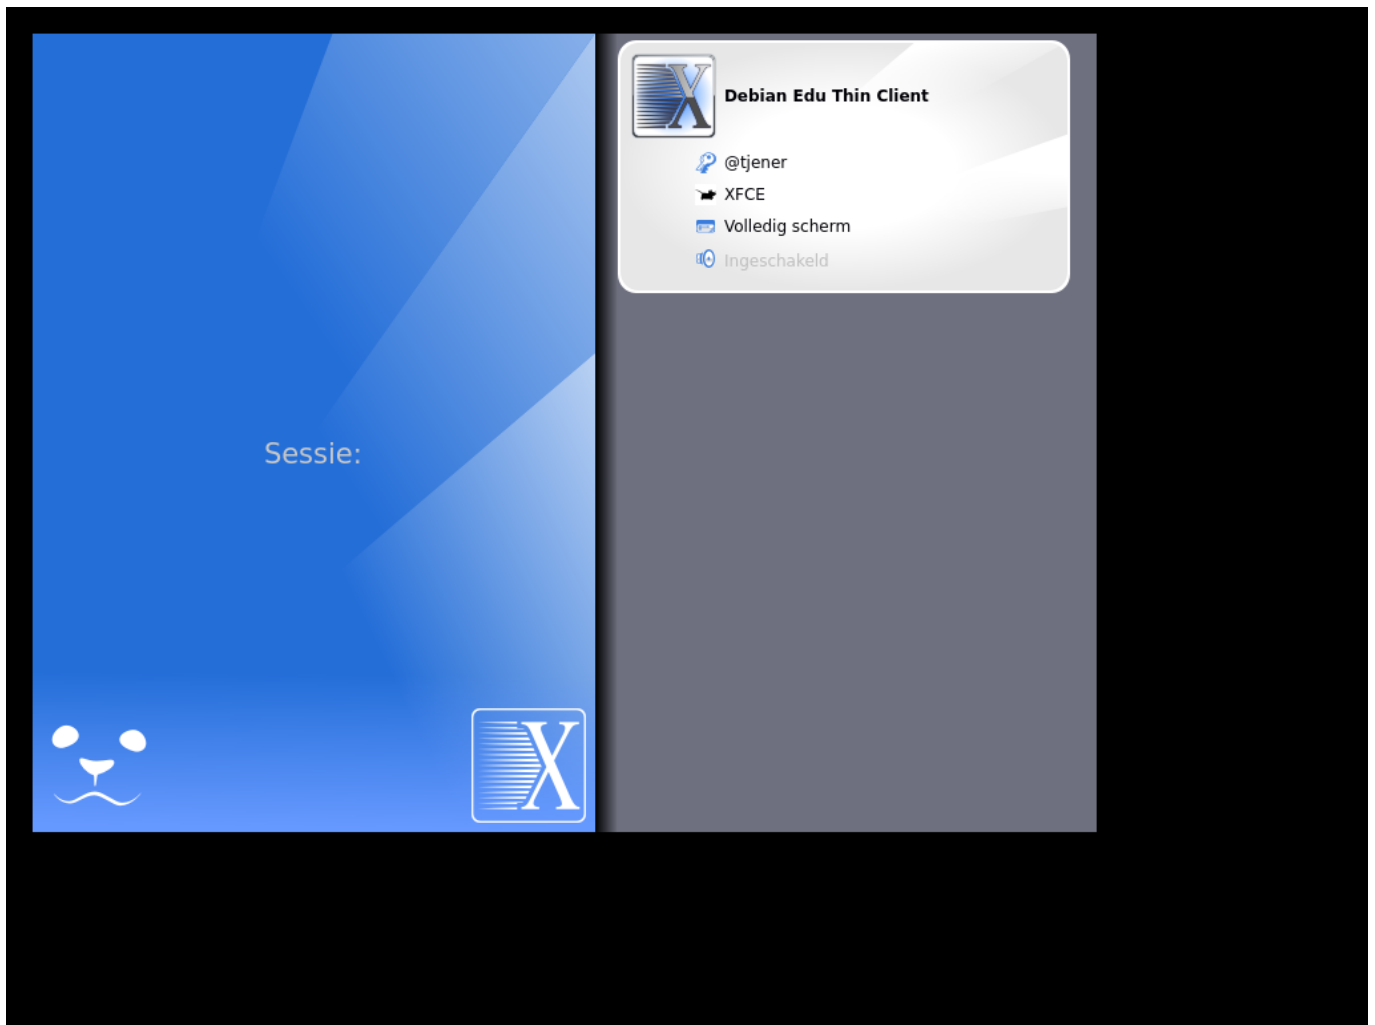 Debian Edu Thin Client
@tjener
XFCE
Volledig scherm
Ingeschakeld
Sessie:
X